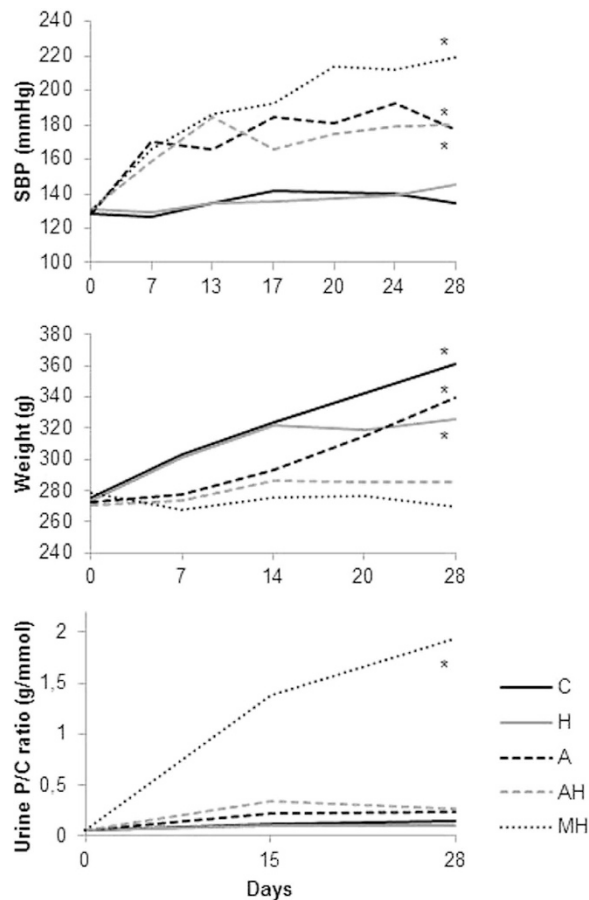 220
200
180
160
140
120
100
SBP (mmHg)
*
*
*
0 7 13 17 20 24 28
380
360
340
320
300
280
260
240
Weight (g)
*
*
*
0 7 14 20 28
2
1.5
1
0.5
0
Urine P/C ratio (g/mmol)
*
0 15 28
Days
C
H
A
AH
MH